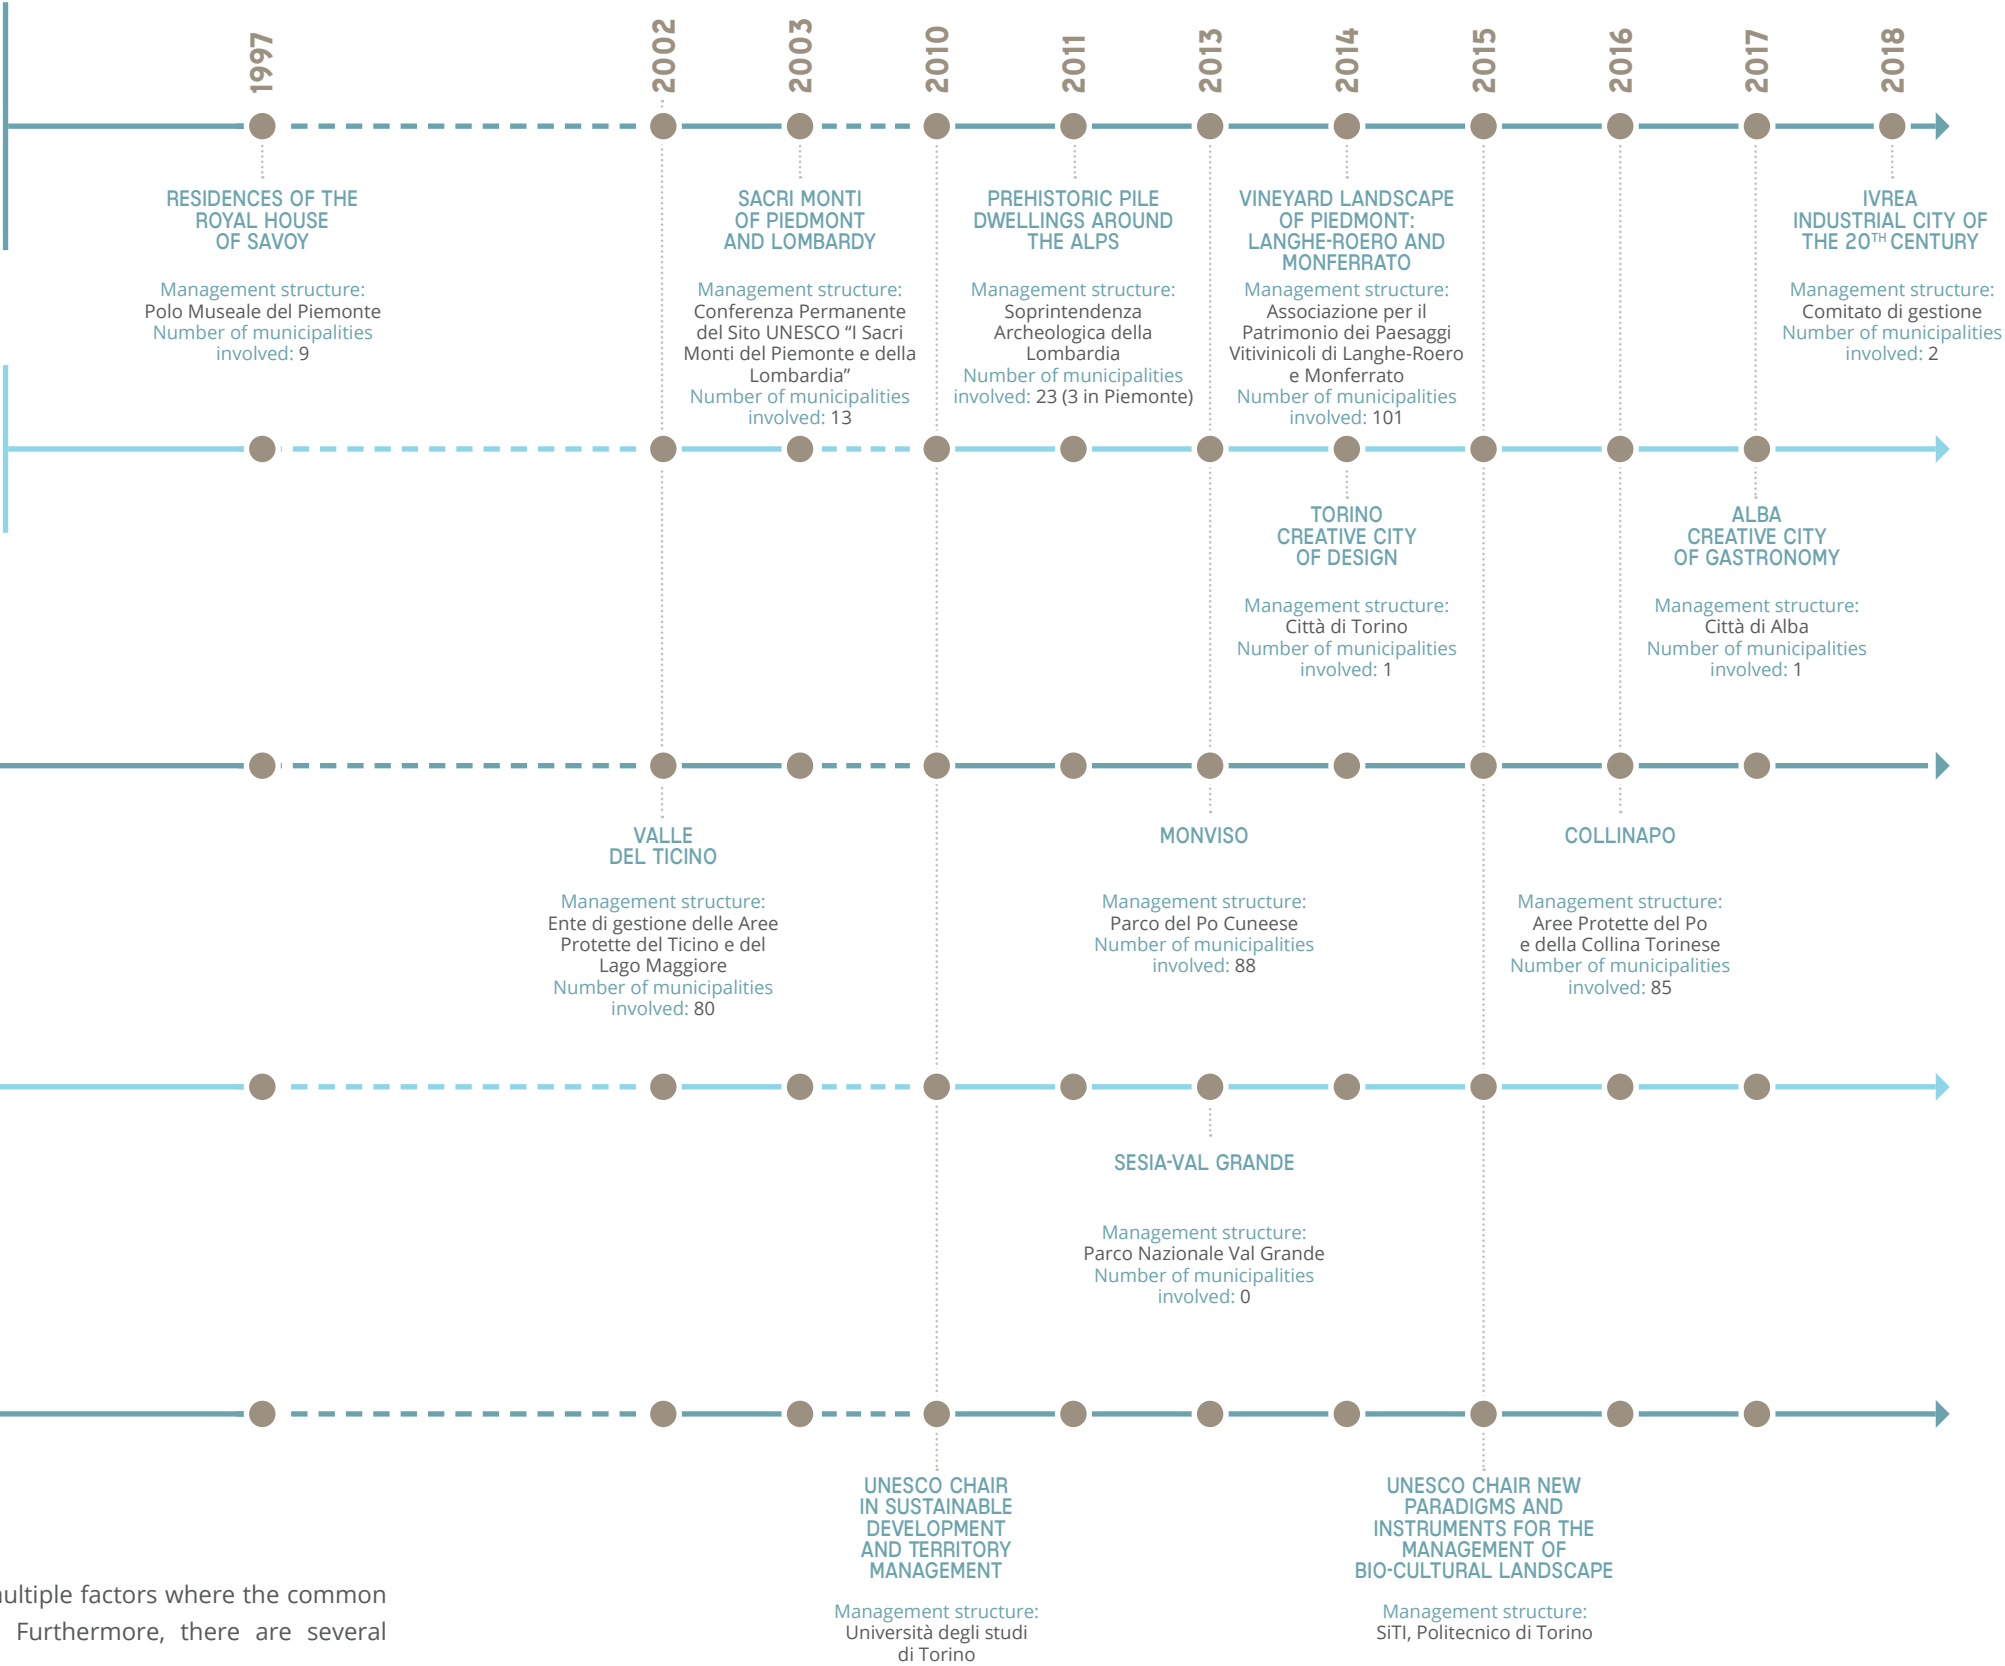 1997
2002
2003
2010
2011
2013
2014
2015
2016
2017
2018
RESIDENCES OF THE
ROYAL HOUSE
OF SAVOY
Management structure:
Polo Museale del Piemonte
Number of municipalities
involved: 9
SACRI MONTI
OF PIEDMONT
AND LOMBARDY
Management structure:
Conferenza Permanente
del Sito UNESCO “I Sacri
Monti del Piemonte e della
Lombardia”
Number of municipalities
involved: 13
PREHISTORIC PILE
DWELLINGS AROUND
THE ALPS
Management structure:
Soprintendenza
Archeologica della
Lombardia
Number of municipalities
involved: 23 (3 in Piemonte)
VINEYARD LANDSCAPE
OF PIEDMONT:
LANGHE-ROERO AND
MONFERRATO
Management structure:
Associazione per il
Patrimonio dei Paesaggi
Vitivinicoli di Langhe-Roero
e Monferrato
Number of municipalities
involved: 101
IVREA
INDUSTRIAL CITY OF
THE 20TH CENTURY
Management structure:
Comitato di gestione
Number of municipalities
involved: 2
TORINO
CREATIVE CITY
OF DESIGN
Management structure:
Città di Torino
Number of municipalities
involved: 1
ALBA
CREATIVE CITY
OF GASTRONOMY
Management structure:
Città di Alba
Number of municipalities
involved: 1
VALLE
DEL TICINO
Management structure:
Ente di gestione delle Aree
Protette del Ticino e del
Lago Maggiore
Number of municipalities
involved: 80
MONVISO
Management structure:
Parco del Po Cuneese
Number of municipalities
involved: 88
COLLINAPO
Management structure:
Aree Protette del Po
e della Collina Torinese
Number of municipalities
involved: 85
SESIA-VAL GRANDE
Management structure:
Parco Nazionale Val Grande
Number of municipalities
involved: 0
UNESCO CHAIR
IN SUSTAINABLE
DEVELOPMENT
AND TERRITORY
MANAGEMENT
Management structure:
Università degli studi
di Torino
UNESCO CHAIR NEW
PARADIGMS AND
INSTRUMENTS FOR THE
MANAGEMENT OF
BIO-CULTURAL LANDSCAPE
Management structure:
SiTI, Politecnico di Torino
multiple factors where the common
Furthermore, there are several